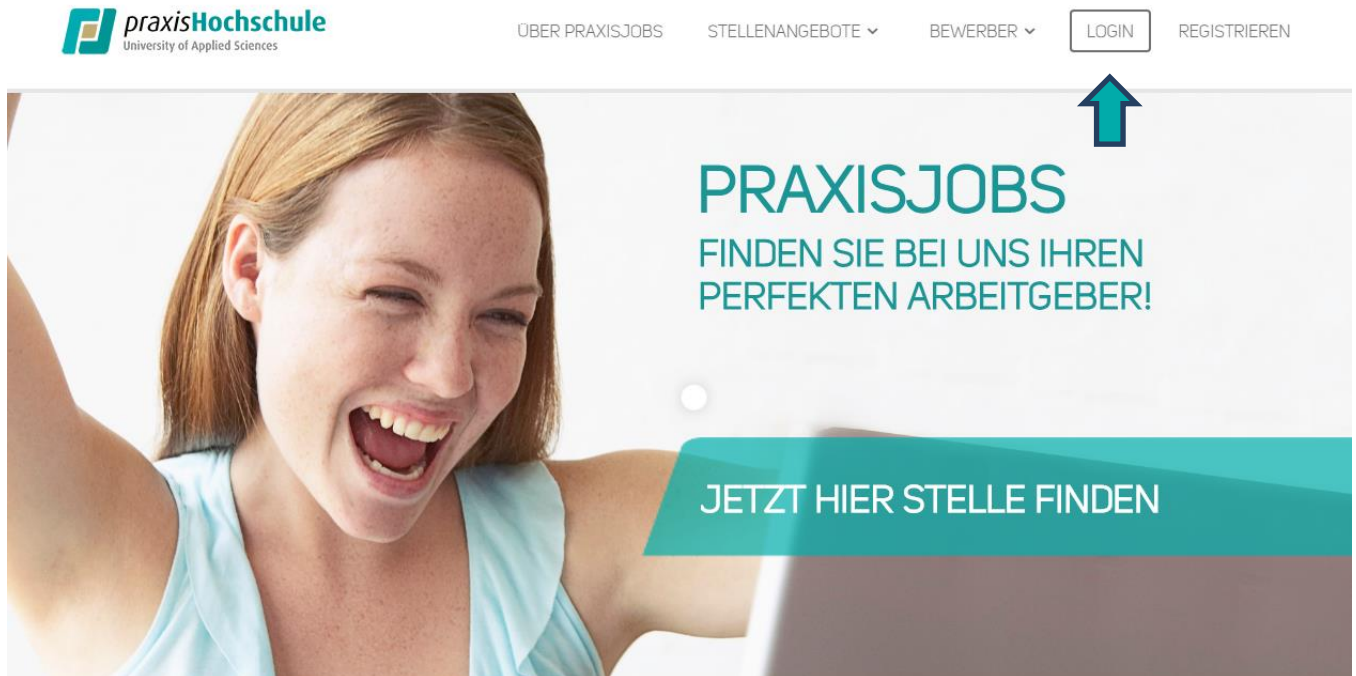 praxisHochschule
University of Applied Sciences
ÜBER PRAXISJOBS STELLENANGEBOTE BEWERBER LOGIN REGISTRIEREN
PRAXISJOBS
FINDEN SIE BEI UNS IHREN
PERFEKTEN ARBEITGEBER!
JETZT HIER STELLE FINDEN